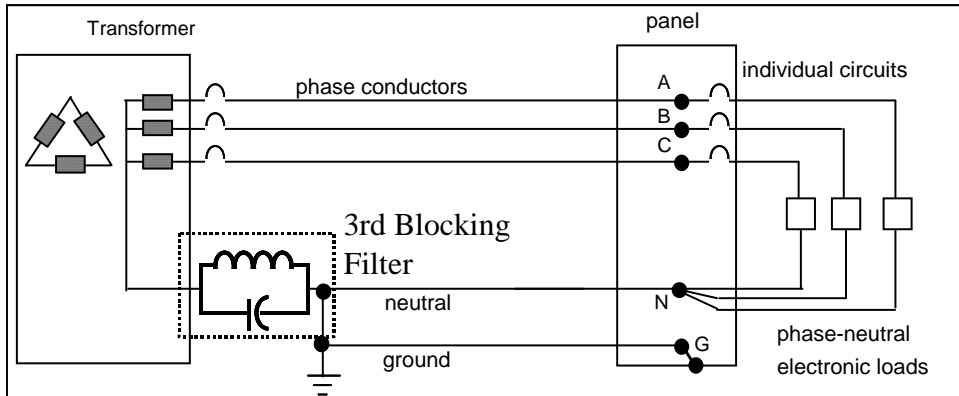 Transformer
panel
phase conductors
A
individual circuits
B
C
3rd Blocking
Filter
neutral
N
ground
G
phase-neutral
electronic loads